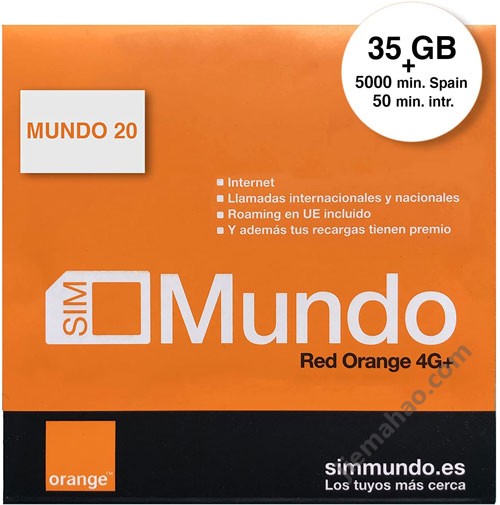 35 GB
+
5000 min. Spain
50 min. intr.
MUNDO 20
Internet
Llamadas internacionales y nacionales
Roaming en UE incluido
Y además tus recargas tienen premio
SIM
Mundo
Red Orange 4G+
orange™
simmundo.es
Los tuyos más cerca